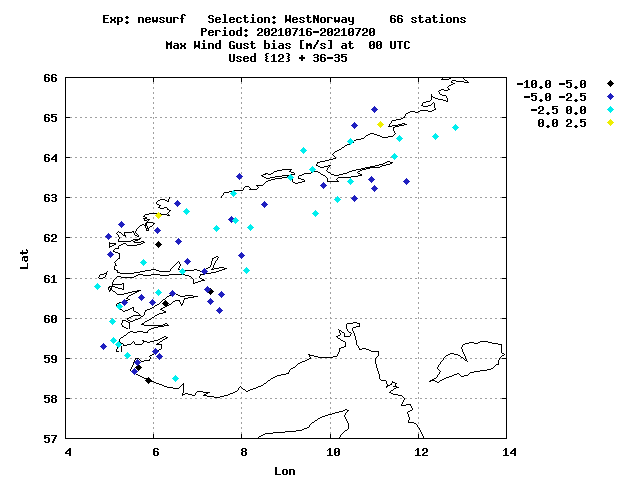 Exp: newsurf   Selection: WestNorway     66 stations
Period: 20210716-20210720
Max Wind Gust bias [m/s] at  00 UTC
Used {12} + 36-35
-10.0 -5.0
-5.0 -2.5
-2.5 0.0
0.0 2.5
66
65
64
63
62
61
60
59
58
57
Lat
4 6 8 10 12 14
Lon